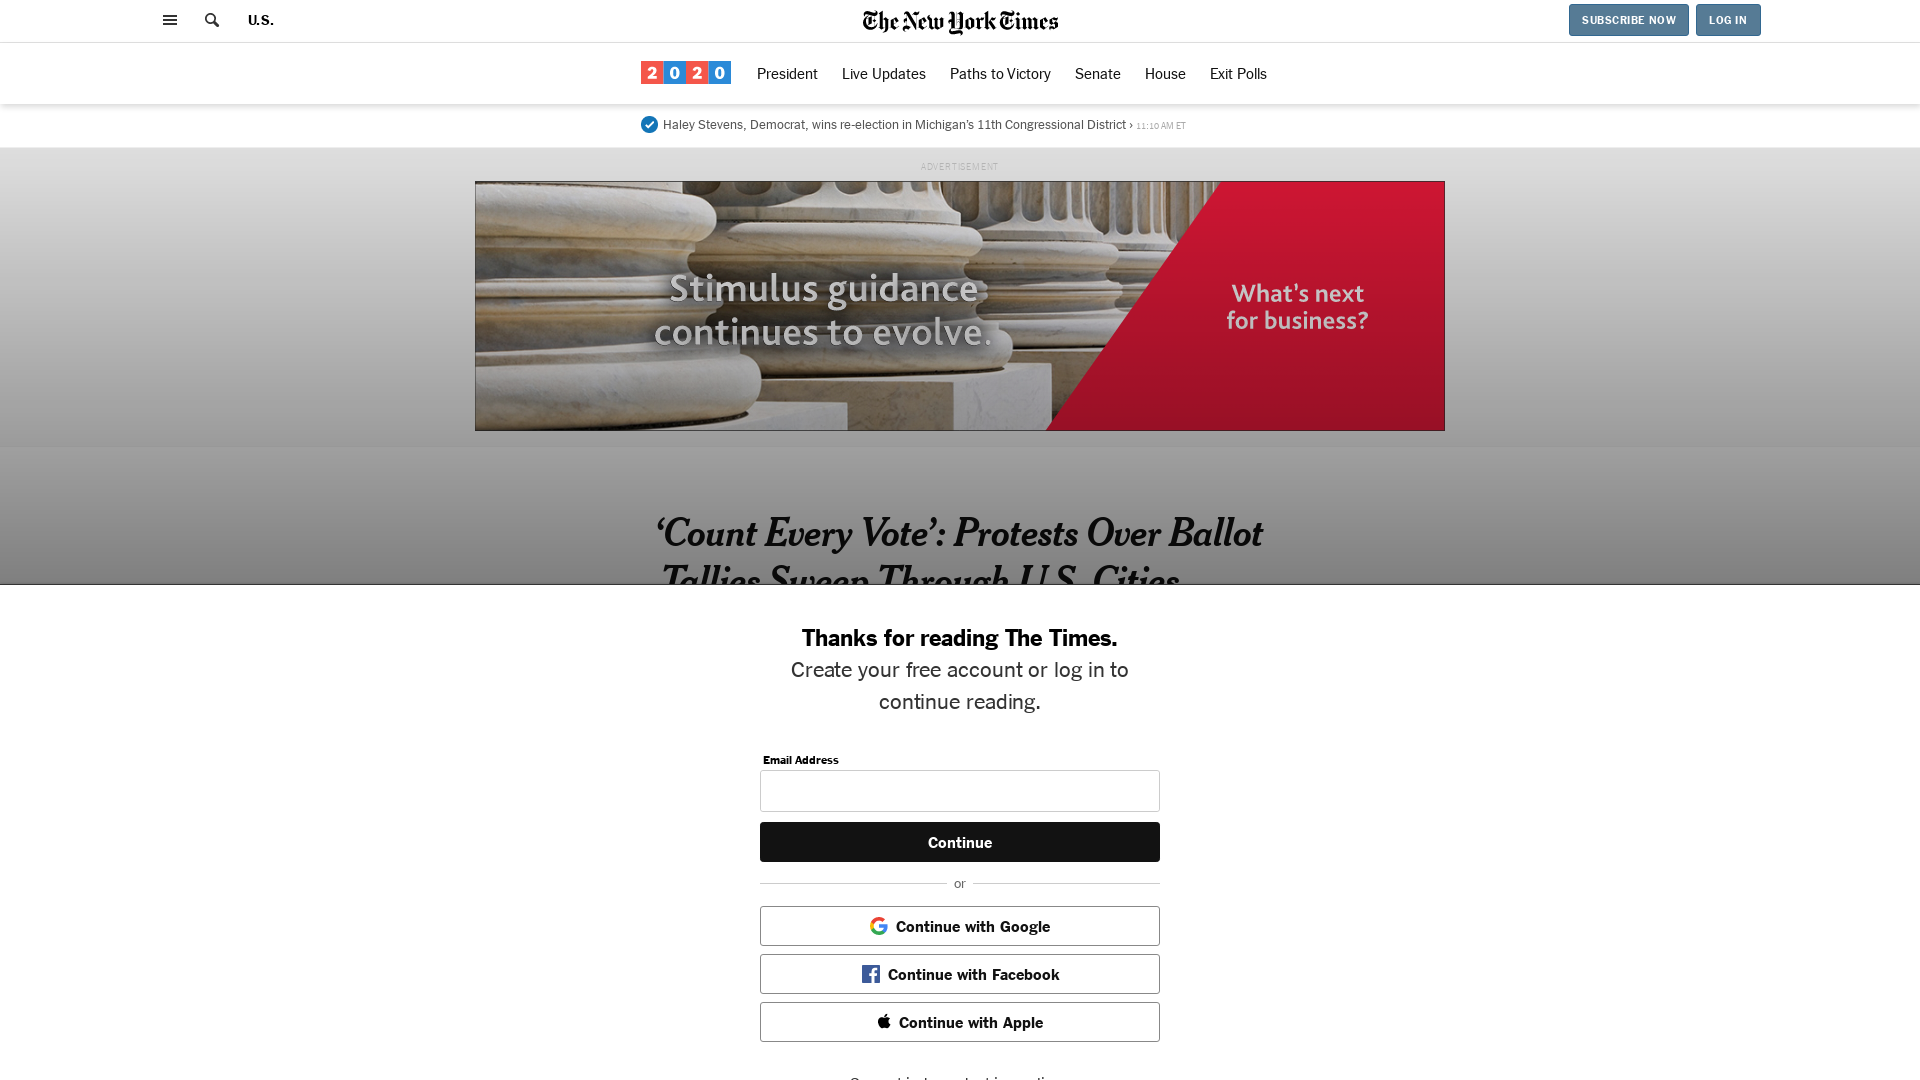 U.S.
The New York Times
SUBSCRIBE NOW
LOG IN
2020
President
Live Updates
Paths to Victory
Senate
House
Exit Polls
Haley Stevens, Democrat, wins re-election in Michigan’s 11th Congressional District › 11:10 AM ET
ADVERTISEMENT
Stimulus guidance
continues to evolve.
What’s next
for business?
‘Count Every Vote’: Protests Over Ballot
Tallies Sweep Through U.S. Cities
Thanks for reading The Times.
Create your free account or log in to
continue reading.
Email Address
Continue
or
Continue with Google
Continue with Facebook
Continue with Apple